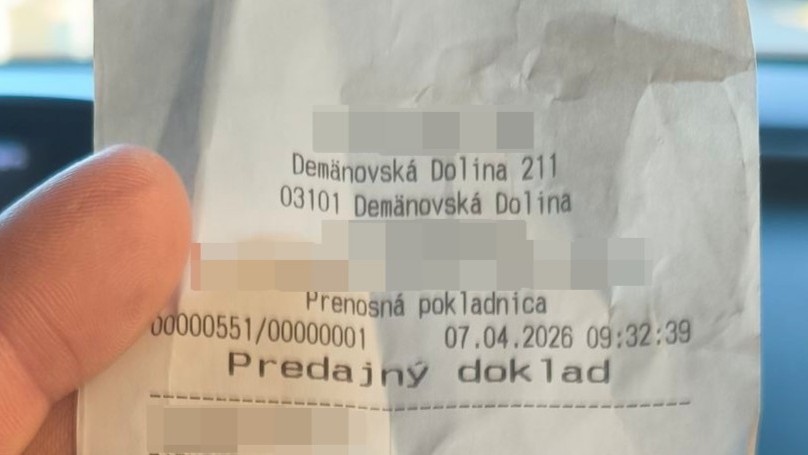 Demänovská Dolina 211
03101 Demänovská Dolina
Prenosná pokladnica
00000551/00000001 07.04.2026 09:32:39
Predajný doklad